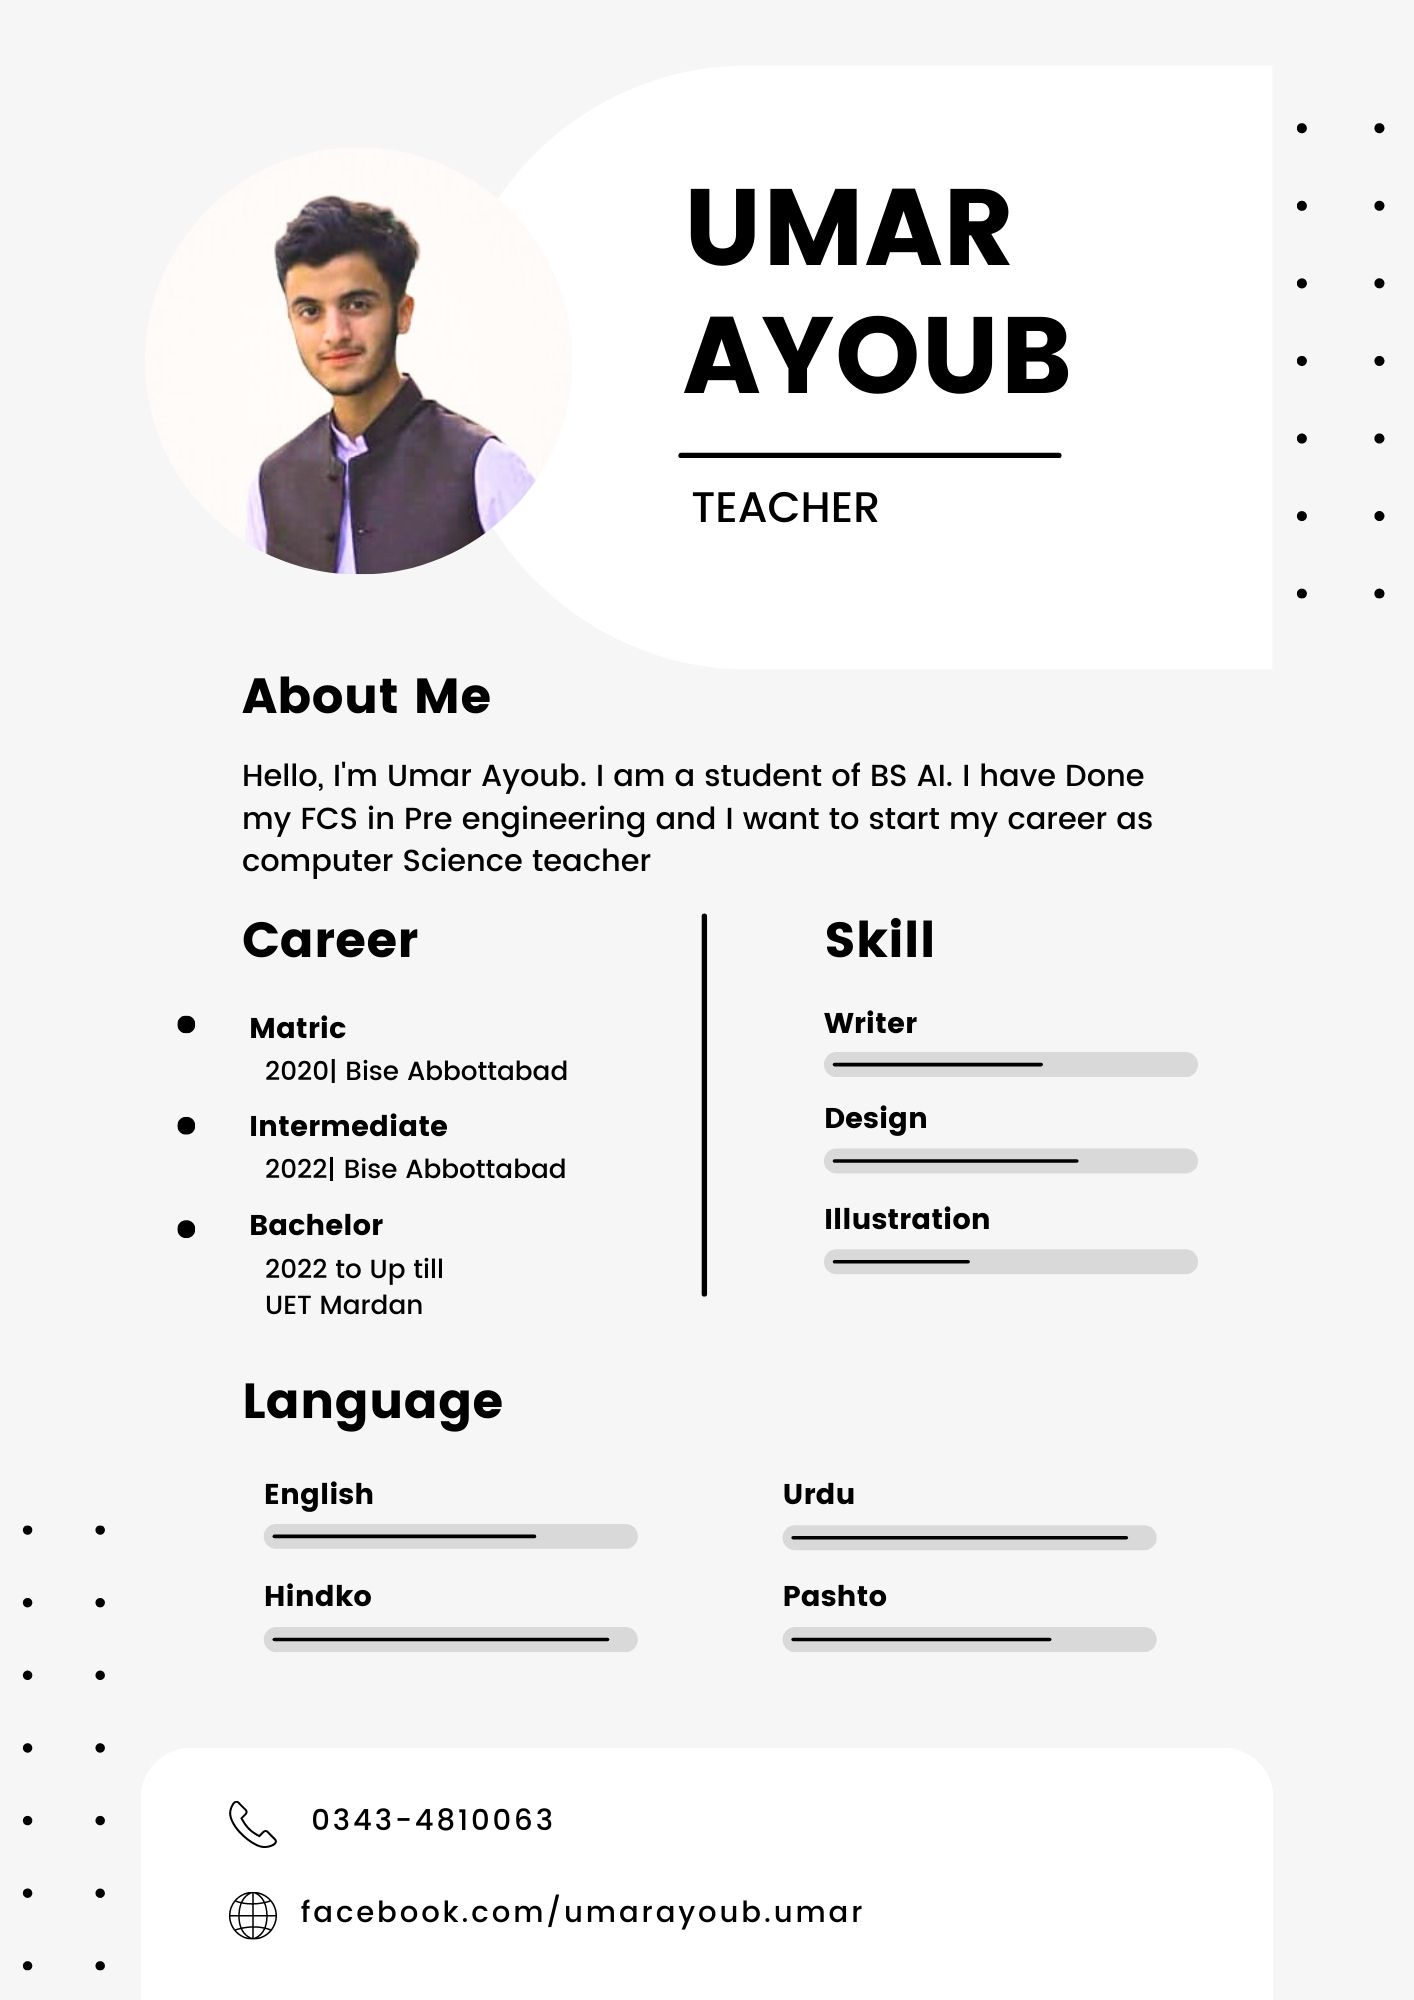 UMAR
AYOUB
TEACHER
About Me
Hello, I'm Umar Ayoub. I am a student of BS AI. I have Done
my FCS in Pre engineering and I want to start my career as
computer Science teacher
Career
Matric
2020| Bise Abbottabad
Intermediate
2022| Bise Abbottabad
Bachelor
2022 to Up till
UET Mardan
Skill
Writer
Design
Illustration
Language
English
Urdu
Hindko
Pashto
0343-4810063
facebook.com/umarayoub.umar